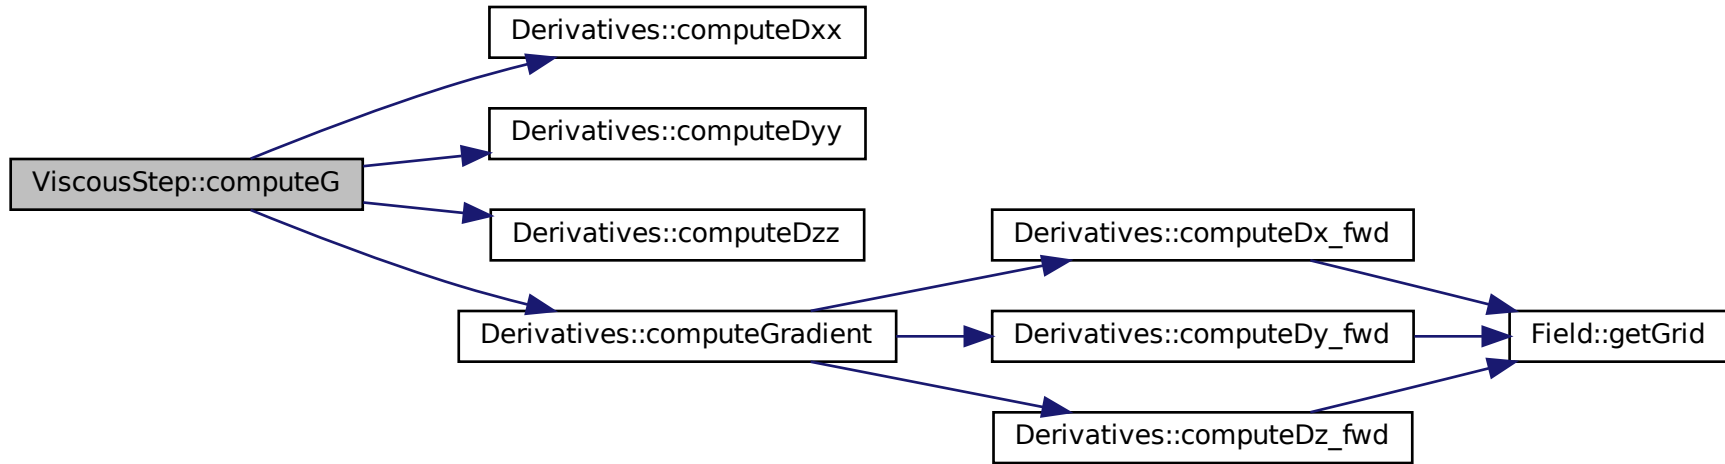 Derivatives::computeDxx
Derivatives::computeDyy
ViscousStep::computeG
Derivatives::computeDzz
Derivatives::computeDx_fwd
Derivatives::computeGradient
Derivatives::computeDy_fwd
Field::getGrid
Derivatives::computeDz_fwd